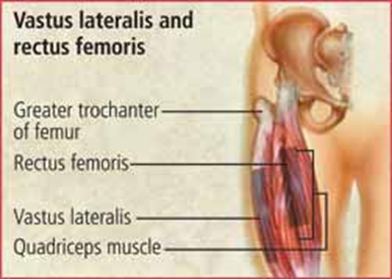 Vastus lateralis and
rectus femoris
Greater trochanter
of femur
Rectus femoris
Vastus lateralis
Quadriceps muscle